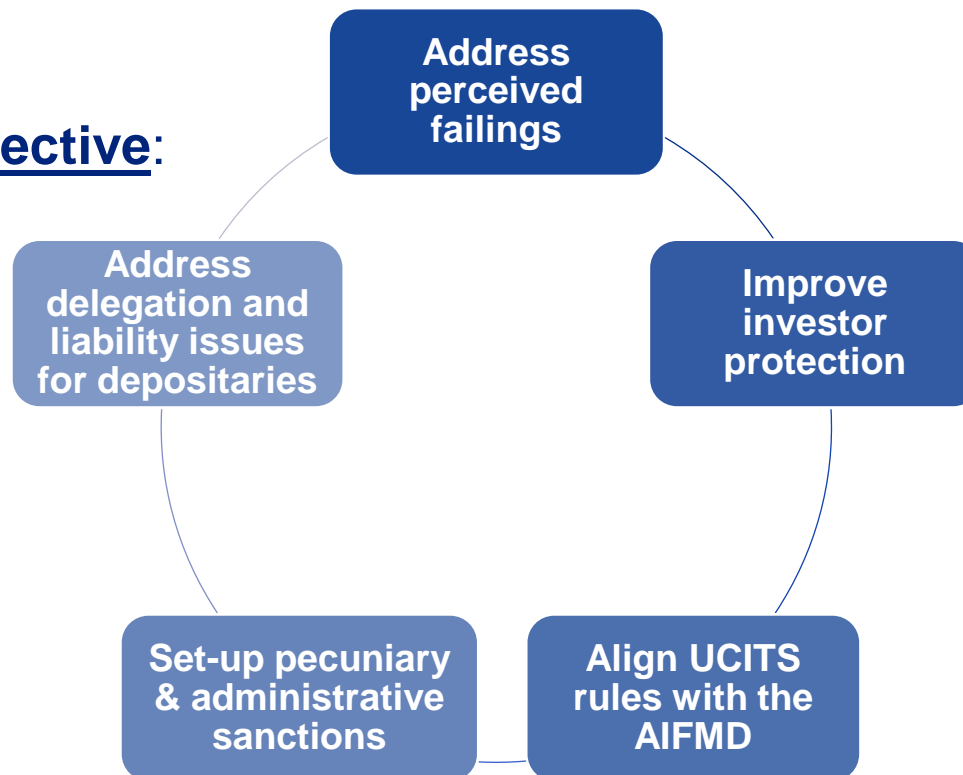 ective:
Address
perceived
failings
Improve
investor
protection
Align UCITS
rules with the
AIFMD
Set-up pecuniary
& administrative
sanctions
Address
delegation and
liability issues
for depositaries